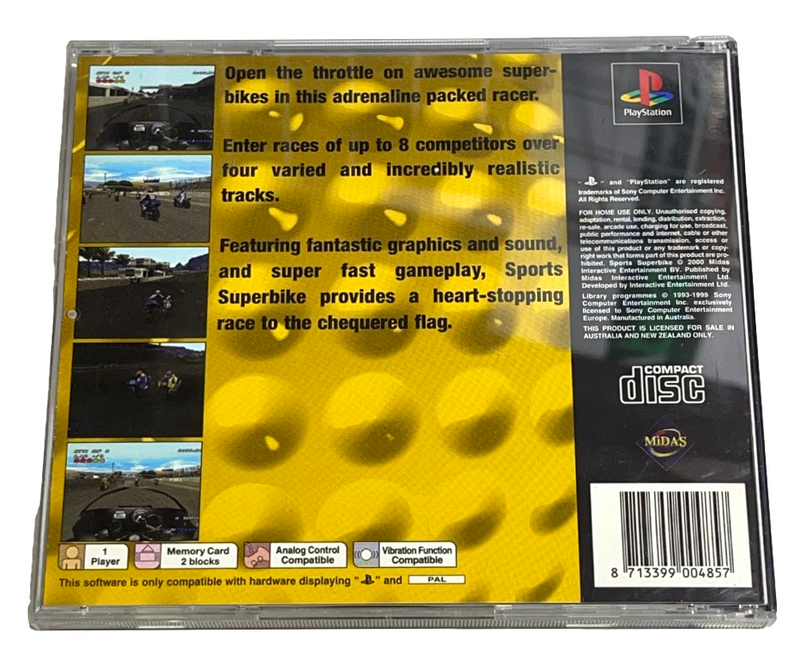 Open the throttle on awesome super-
bikes in this adrenaline packed racer.
Enter races of up to 8 competitors over
four varied and incredibly realistic
tracks.
Featuring fantastic graphics and sound,
and super fast gameplay, Sports
Superbike provides a heart-stopping
race to the chequered flag.
1
Player
Memory Card
2 blocks
Analog Control
Compatible
Vibration Function
Compatible
This software is only compatible with hardware displaying " " and PAL
PlayStation
" " and "PlayStation" are registered
trademarks of Sony Computer Entertainment Inc.
All Rights Reserved.
FOR HOME USE ONLY. Unauthorised copying,
adaptation, rental, lending, distribution, extraction,
re-sale, arcade use, charging for use, broadcast,
public performance and internet, cable or other
telecommunications transmission, access or
use of this product or any trademark or copy-
right work that forms part of this product are pro-
hibited. Sports Superbike © 2000 Midas
Interactive Entertainment BV. Published by
Midas Interactive Entertainment Ltd.
Developed by Interactive Entertainment Ltd.
Library programmes © 1993-1999 Sony
Computer Entertainment Inc. exclusively
licensed to Sony Computer Entertainment
Europe. Manufactured in Australia.
THIS PRODUCT IS LICENSED FOR SALE IN
AUSTRALIA AND NEW ZEALAND ONLY.
COMPACT
disc
MiDAS
8 713399 004857